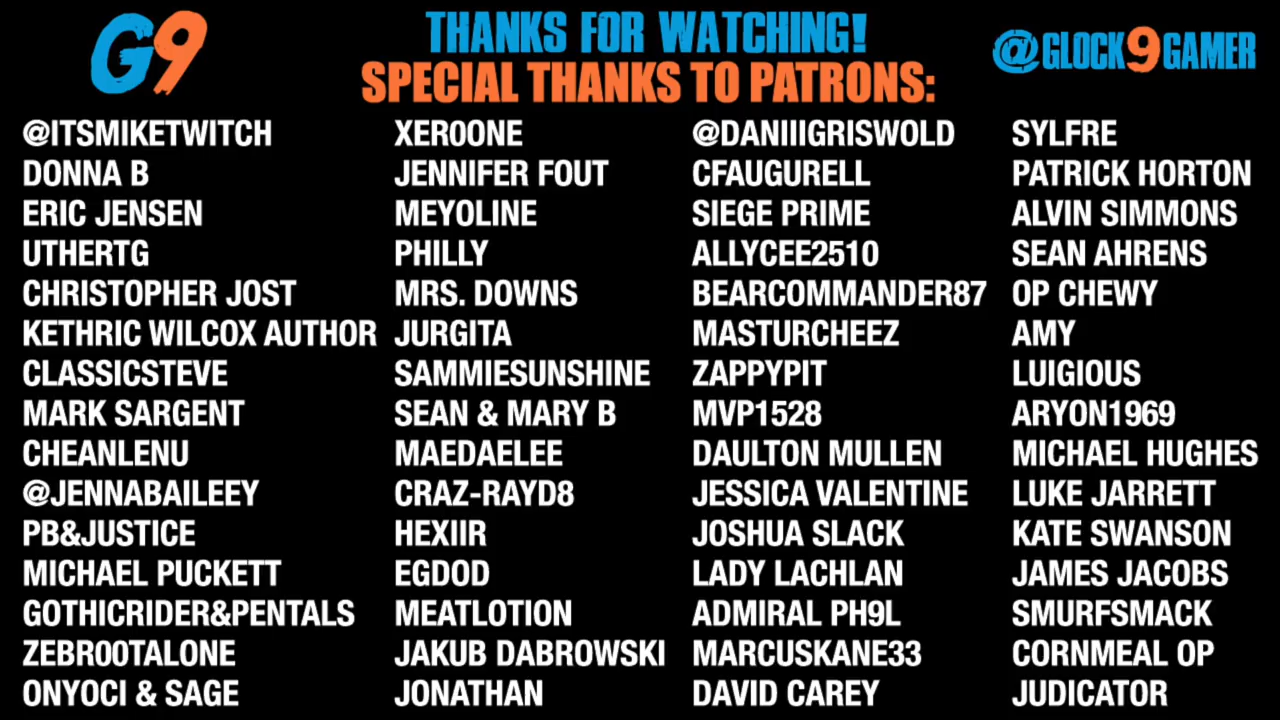 G9
THANKS FOR WATCHING!
SPECIAL THANKS TO PATRONS:
@GLOCK9GAMER
@ITSMIKETWITCH
DONNA B
ERIC JENSEN
UTHERTG
CHRISTOPHER JOST
KETHRIC WILCOX AUTHOR
CLASSICSTEVE
MARK SARGENT
CHEANLENU
@JENNABAILEEY
PB&JUSTICE
MICHAEL PUCKETT
GOTHICRIDER&PENTALS
ZEBR00TALONE
ONYOCI & SAGE
XER0ONE
JENNIFER FOUT
MEYOLINE
PHILLY
MRS. DOWNS
JURGITA
SAMMIESUNSHINE
SEAN & MARY B
MAEDAELEE
CRAZ-RAYD8
HEXIIR
EGDOD
MEATLOTION
JAKUB DABROWSKI
JONATHAN
@DANIIIGRISWOLD
CFAUGURELL
SIEGE PRIME
ALLYCEE2510
BEARCOMMANDER87
MASTURCHEEZ
ZAPPYPIT
MVP1528
DAULTON MULLEN
JESSICA VALENTINE
JOSHUA SLACK
LADY LACHLAN
ADMIRAL PH9L
MARCUSKANE33
DAVID CAREY
SYLFRE
PATRICK HORTON
ALVIN SIMMONS
SEAN AHRENS
OP CHEWY
AMY
LUIGIOUS
ARYON1969
MICHAEL HUGHES
LUKE JARRETT
KATE SWANSON
JAMES JACOBS
SMURFSMACK
CORNMEAL OP
JUDICATOR